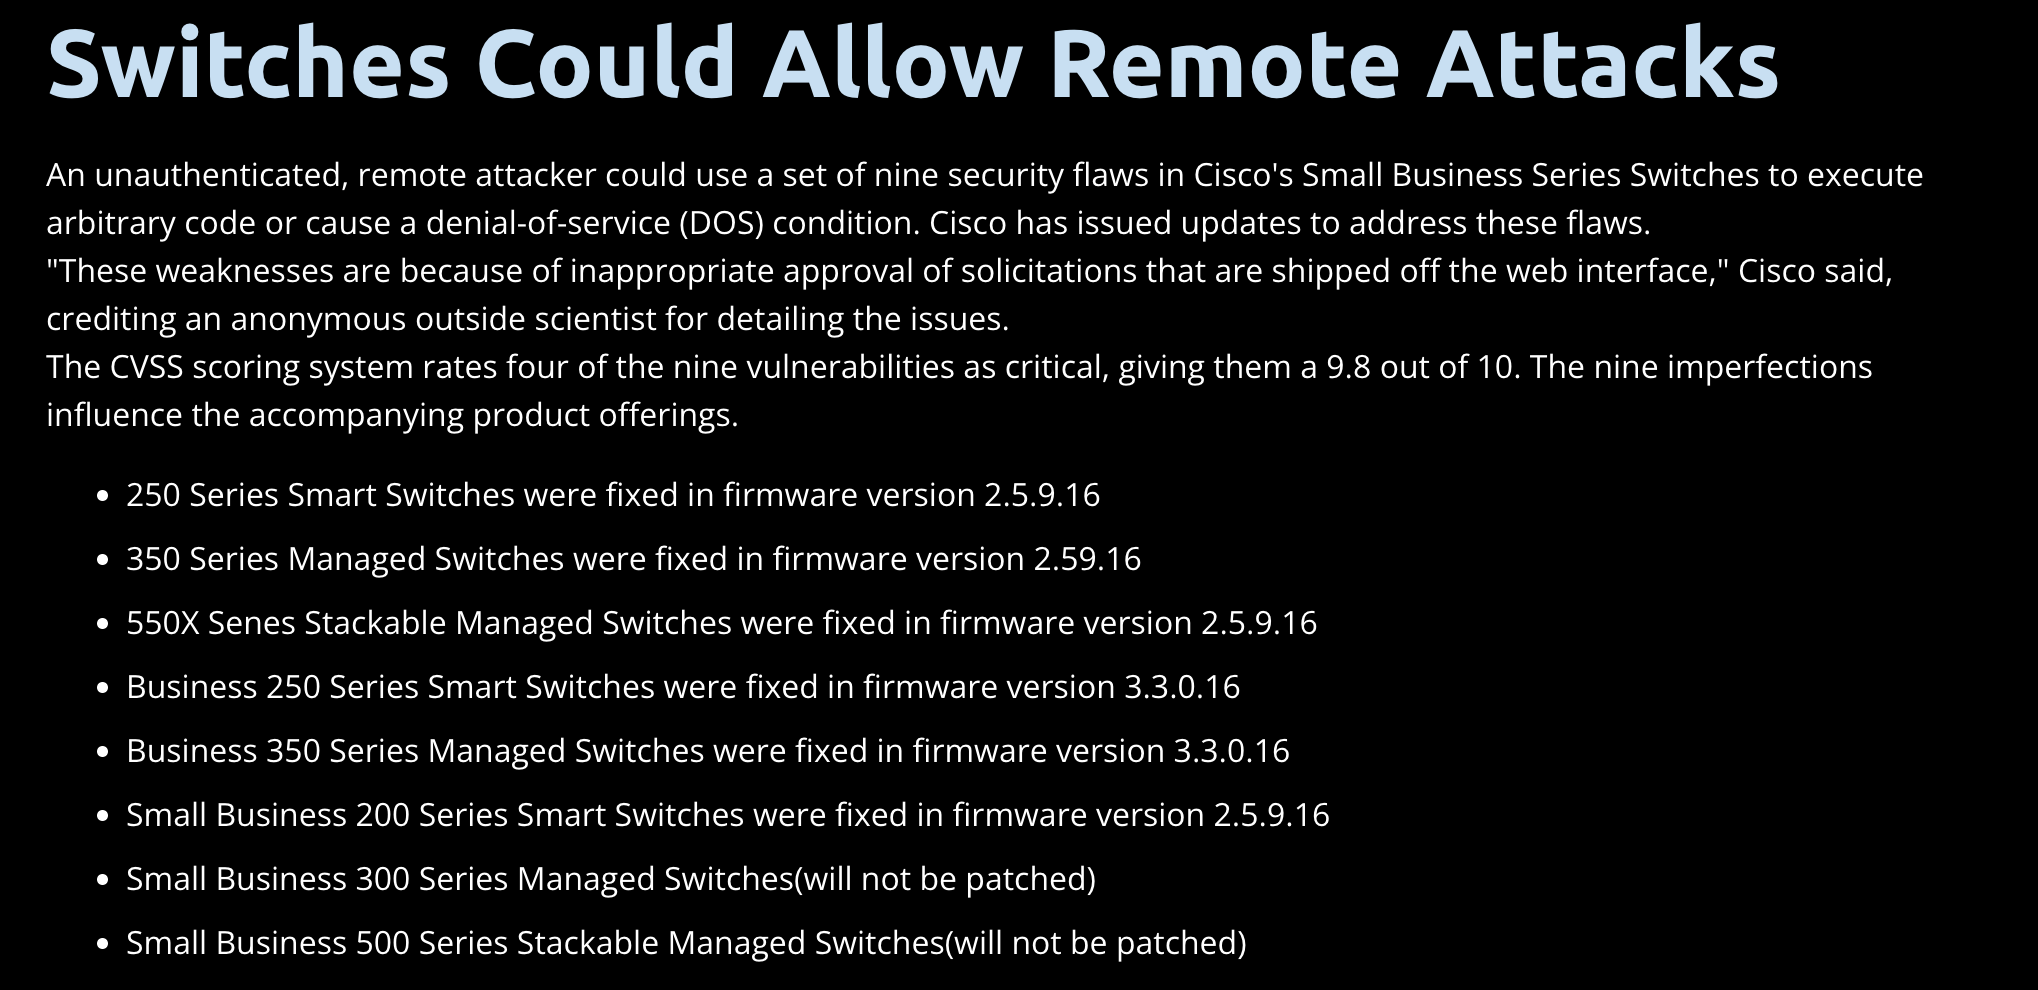 Switches Could Allow Remote Attacks
An unauthenticated, remote attacker could use a set of nine security flaws in Cisco's Small Business Series Switches to execute
arbitrary code or cause a denial-of-service (DOS) condition. Cisco has issued updates to address these flaws.
"These weaknesses are because of inappropriate approval of solicitations that are shipped off the web interface," Cisco said,
crediting an anonymous outside scientist for detailing the issues.
The CVSS scoring system rates four of the nine vulnerabilities as critical, giving them a 9.8 out of 10. The nine imperfections
influence the accompanying product offerings.
• 250 Series Smart Switches were fixed in firmware version 2.5.9.16
• 350 Series Managed Switches were fixed in firmware version 2.59.16
• 550X Senes Stackable Managed Switches were fixed in firmware version 2.5.9.16
• Business 250 Series Smart Switches were fixed in firmware version 3.3.0.16
• Business 350 Series Managed Switches were fixed in firmware version 3.3.0.16
• Small Business 200 Series Smart Switches were fixed in firmware version 2.5.9.16
• Small Business 300 Series Managed Switches(will not be patched)
• Small Business 500 Series Stackable Managed Switches(will not be patched)